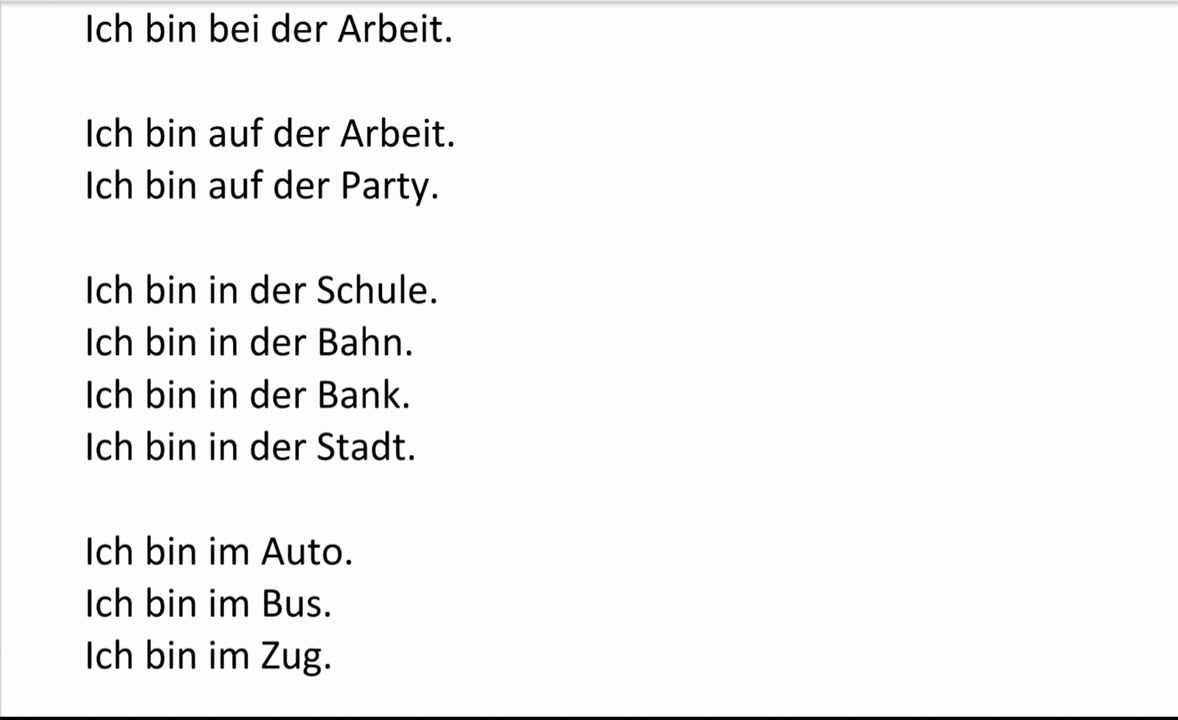 Ich bin bei der Arbeit.
Ich bin auf der Arbeit.
Ich bin auf der Party.
Ich bin in der Schule.
Ich bin in der Bahn.
Ich bin in der Bank.
Ich bin in der Stadt.
Ich bin im Auto.
Ich bin im Bus.
Ich bin im Zug.